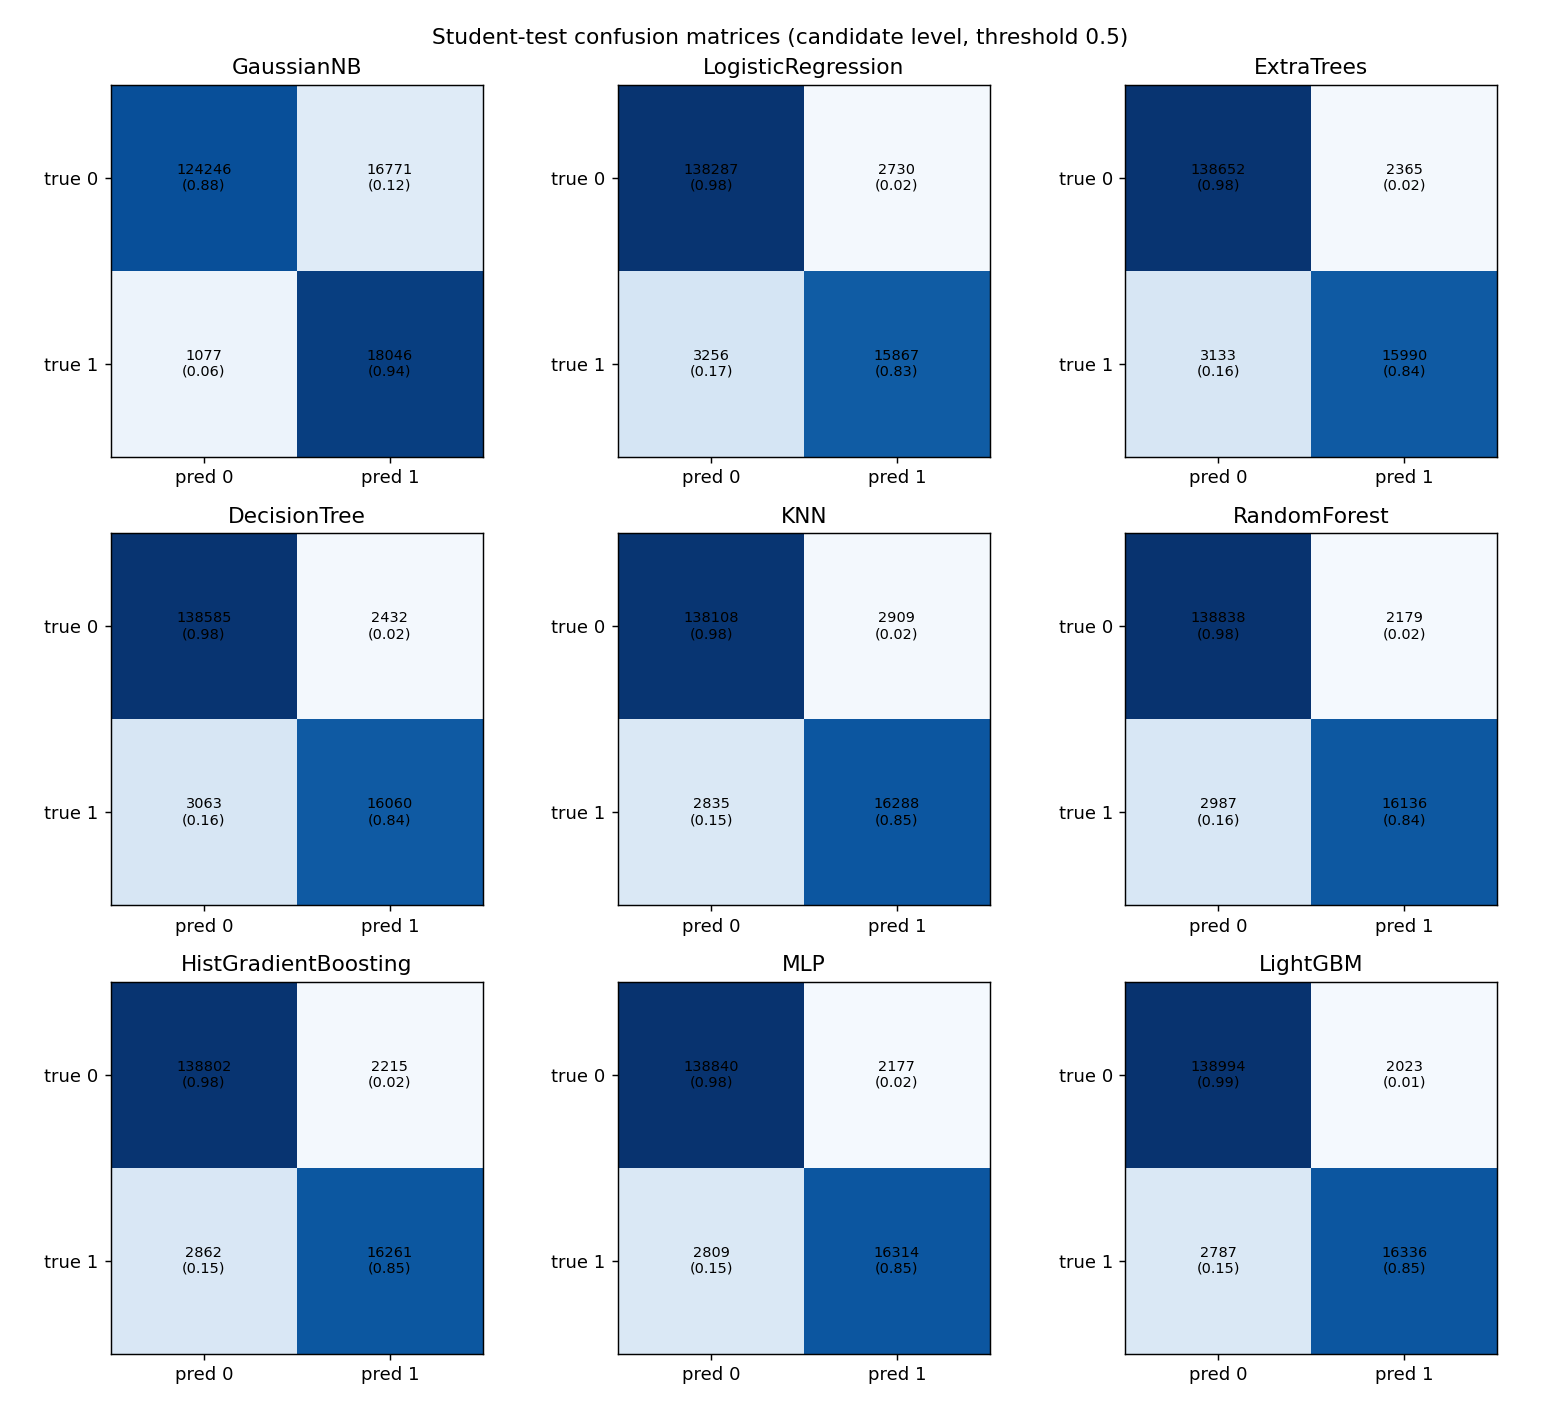 Student-test confusion matrices (candidate level, threshold 0.5)
GaussianNB
LogisticRegression
ExtraTrees
124246
(0.88)
16771
(0.12)
138287
(0.98)
2730
(0.02)
138652
(0.98)
2365
(0.02)
true 0
true 0
true 0
1077
(0.06)
18046
(0.94)
3256
(0.17)
15867
(0.83)
3133
(0.16)
15990
(0.84)
true 1
true 1
true 1
pred 0
pred 1
pred 0
pred 1
pred 0
pred 1
DecisionTree
KNN
RandomForest
138585
(0.98)
2432
(0.02)
138108
(0.98)
2909
(0.02)
138838
(0.98)
2179
(0.02)
true 0
true 0
true 0
3063
(0.16)
16060
(0.84)
2835
(0.15)
16288
(0.85)
2987
(0.16)
16136
(0.84)
true 1
true 1
true 1
pred 0
pred 1
pred 0
pred 1
pred 0
pred 1
HistGradientBoosting
MLP
LightGBM
138802
(0.98)
2215
(0.02)
138840
(0.98)
2177
(0.02)
138994
(0.99)
2023
(0.01)
true 0
true 0
true 0
2862
(0.15)
16261
(0.85)
2809
(0.15)
16314
(0.85)
2787
(0.15)
16336
(0.85)
true 1
true 1
true 1
pred 0
pred 1
pred 0
pred 1
pred 0
pred 1